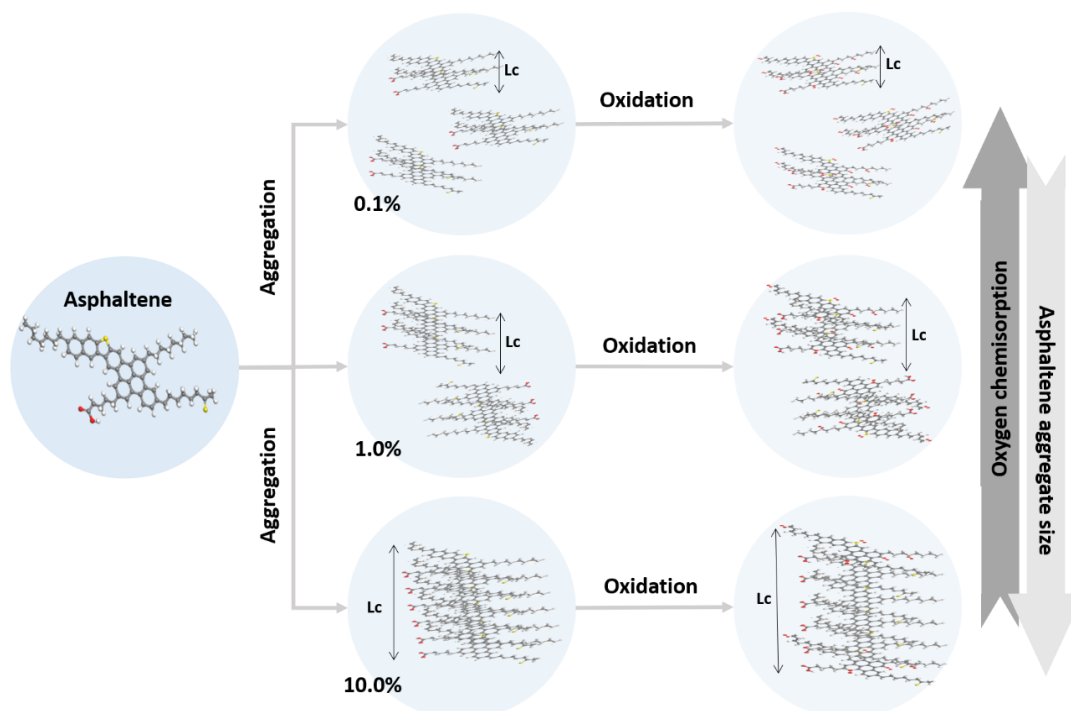 Lc
Oxidation
Lc
0.1%
Aggregation
Asphaltene
Lc
Oxidation
Lc
1.0%
Aggregation
Lc
Oxidation
Lc
10.0%
Oxygen chemisorption
Asphaltene aggregate size